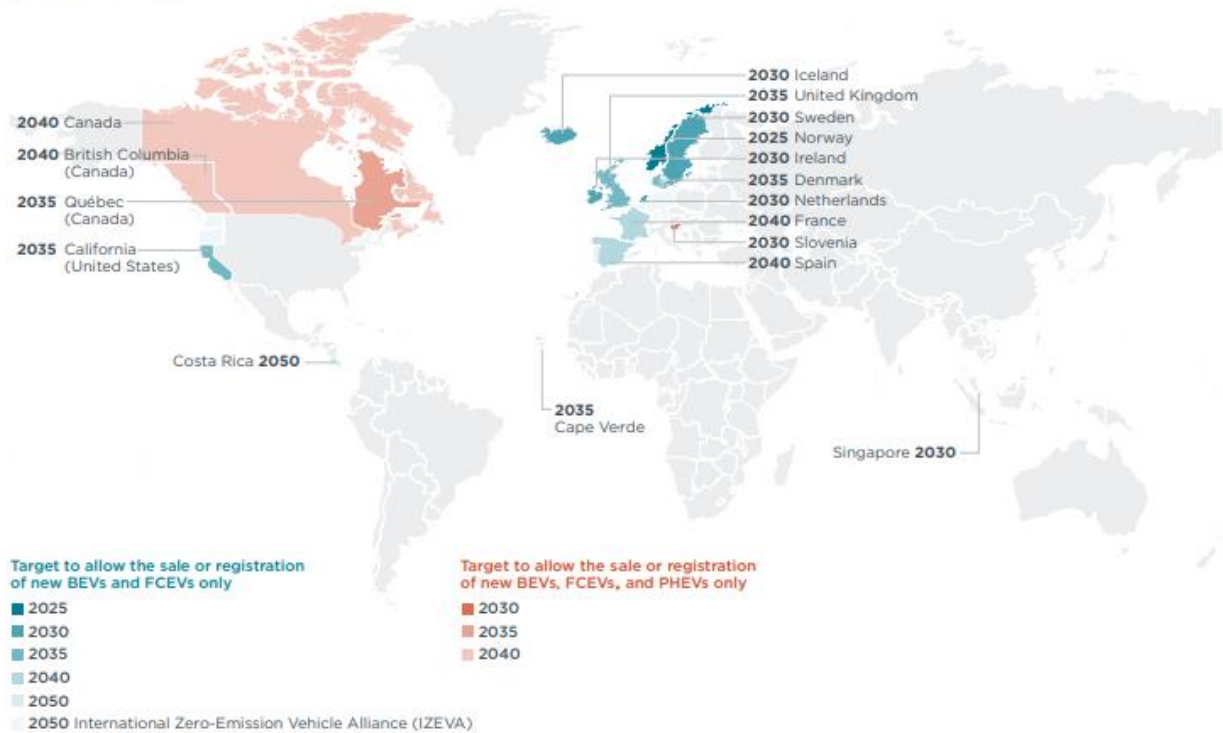 2040 Canada
2040 British Columbia
(Canada)
2035 Québec
(Canada)
2035 California
(United States)
Costa Rica 2050
2030 Iceland
2035 United Kingdom
2030 Sweden
2025 Norway
2030 Ireland
2035 Denmark
2030 Netherlands
2040 France
2030 Slovenia
2040 Spain
2035
Cape Verde
Singapore 2030
Target to allow the sale or registration
of new BEVs and FCEVs only
2025
2030
2035
2040
2050
2050 International Zero-Emission Vehicle Alliance (IZEVA)
Target to allow the sale or registration
of new BEVs, FCEVs, and PHEVs only
2030
2035
2040